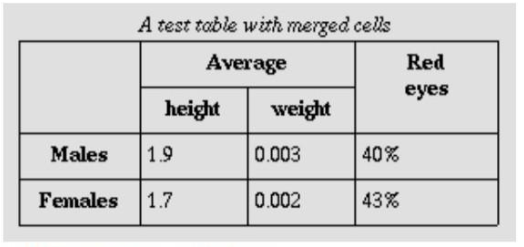 A test table with merged cells
Average Red
eyes
height weight
Males 1.9 0.003 40%
Females 1.7 0.002 43%